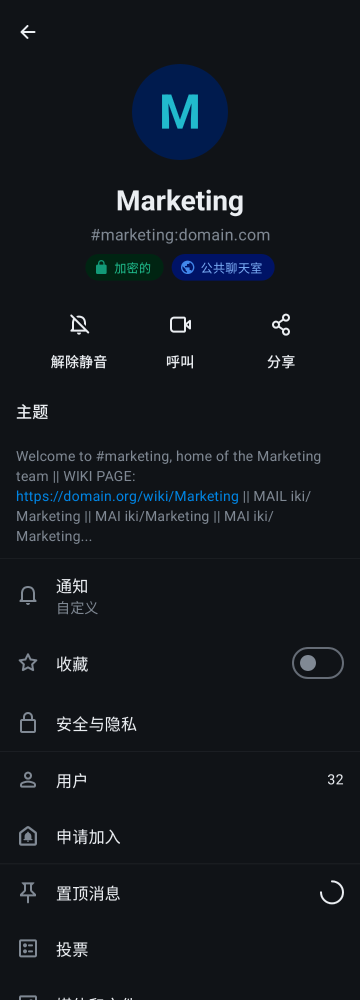 M
Marketing
#marketing:domain.com
加密的
公共聊天室
解除静音
呼叫
分享
主题
Welcome to #marketing, home of the Marketing
team || WIKI PAGE:
https://domain.org/wiki/Marketing || MAIL iki/
Marketing || MAI iki/Marketing || MAI iki/
Marketing...
通知
自定义
收藏
安全与隐私
用户
32
申请加入
置顶消息
投票